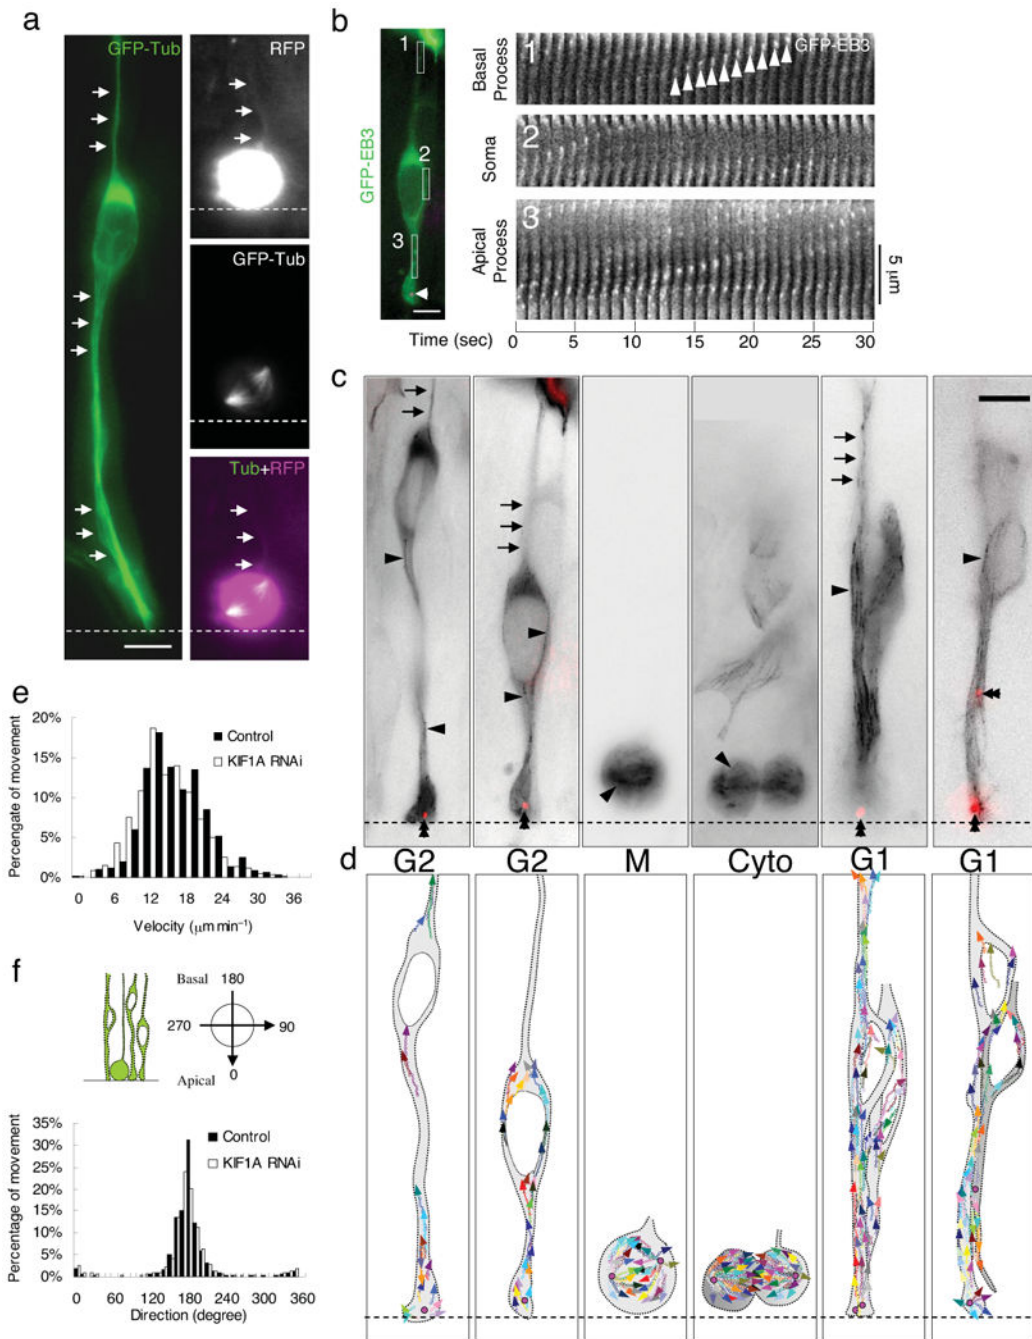 a
GFP-Tub
RFP
GFP-Tub
Tub+RFP
b
GFP-EB3
1
2
3
Basal
Process
1
GFP-EB3
Soma
2
Apical
Process
3
5 μm
Time (sec)
0 5 10 15 20 25 30
c
d
G2 G2 M Cyto G1 G1
e
Percengate of movement
20%
15%
10%
5%
0%
Control
KIF1A RNAi
0 6 12 18 24 30 36
Velocity (μm min⁻¹)
f
Basal
180
270
90
Apical
0
Percentage of movement
35%
30%
25%
20%
15%
10%
5%
0%
Control
KIF1A RNAi
0 60 120 180 240 300 360
Direction (degree)